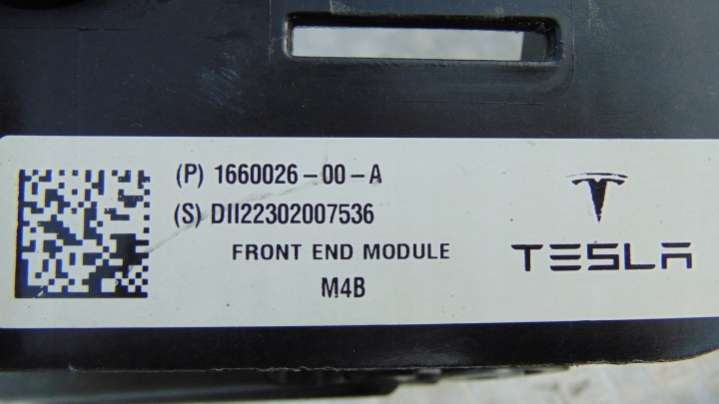 (P) 1660026-00-A
(S) DII22302007536
FRONT END MODULE
M4B
TESLA